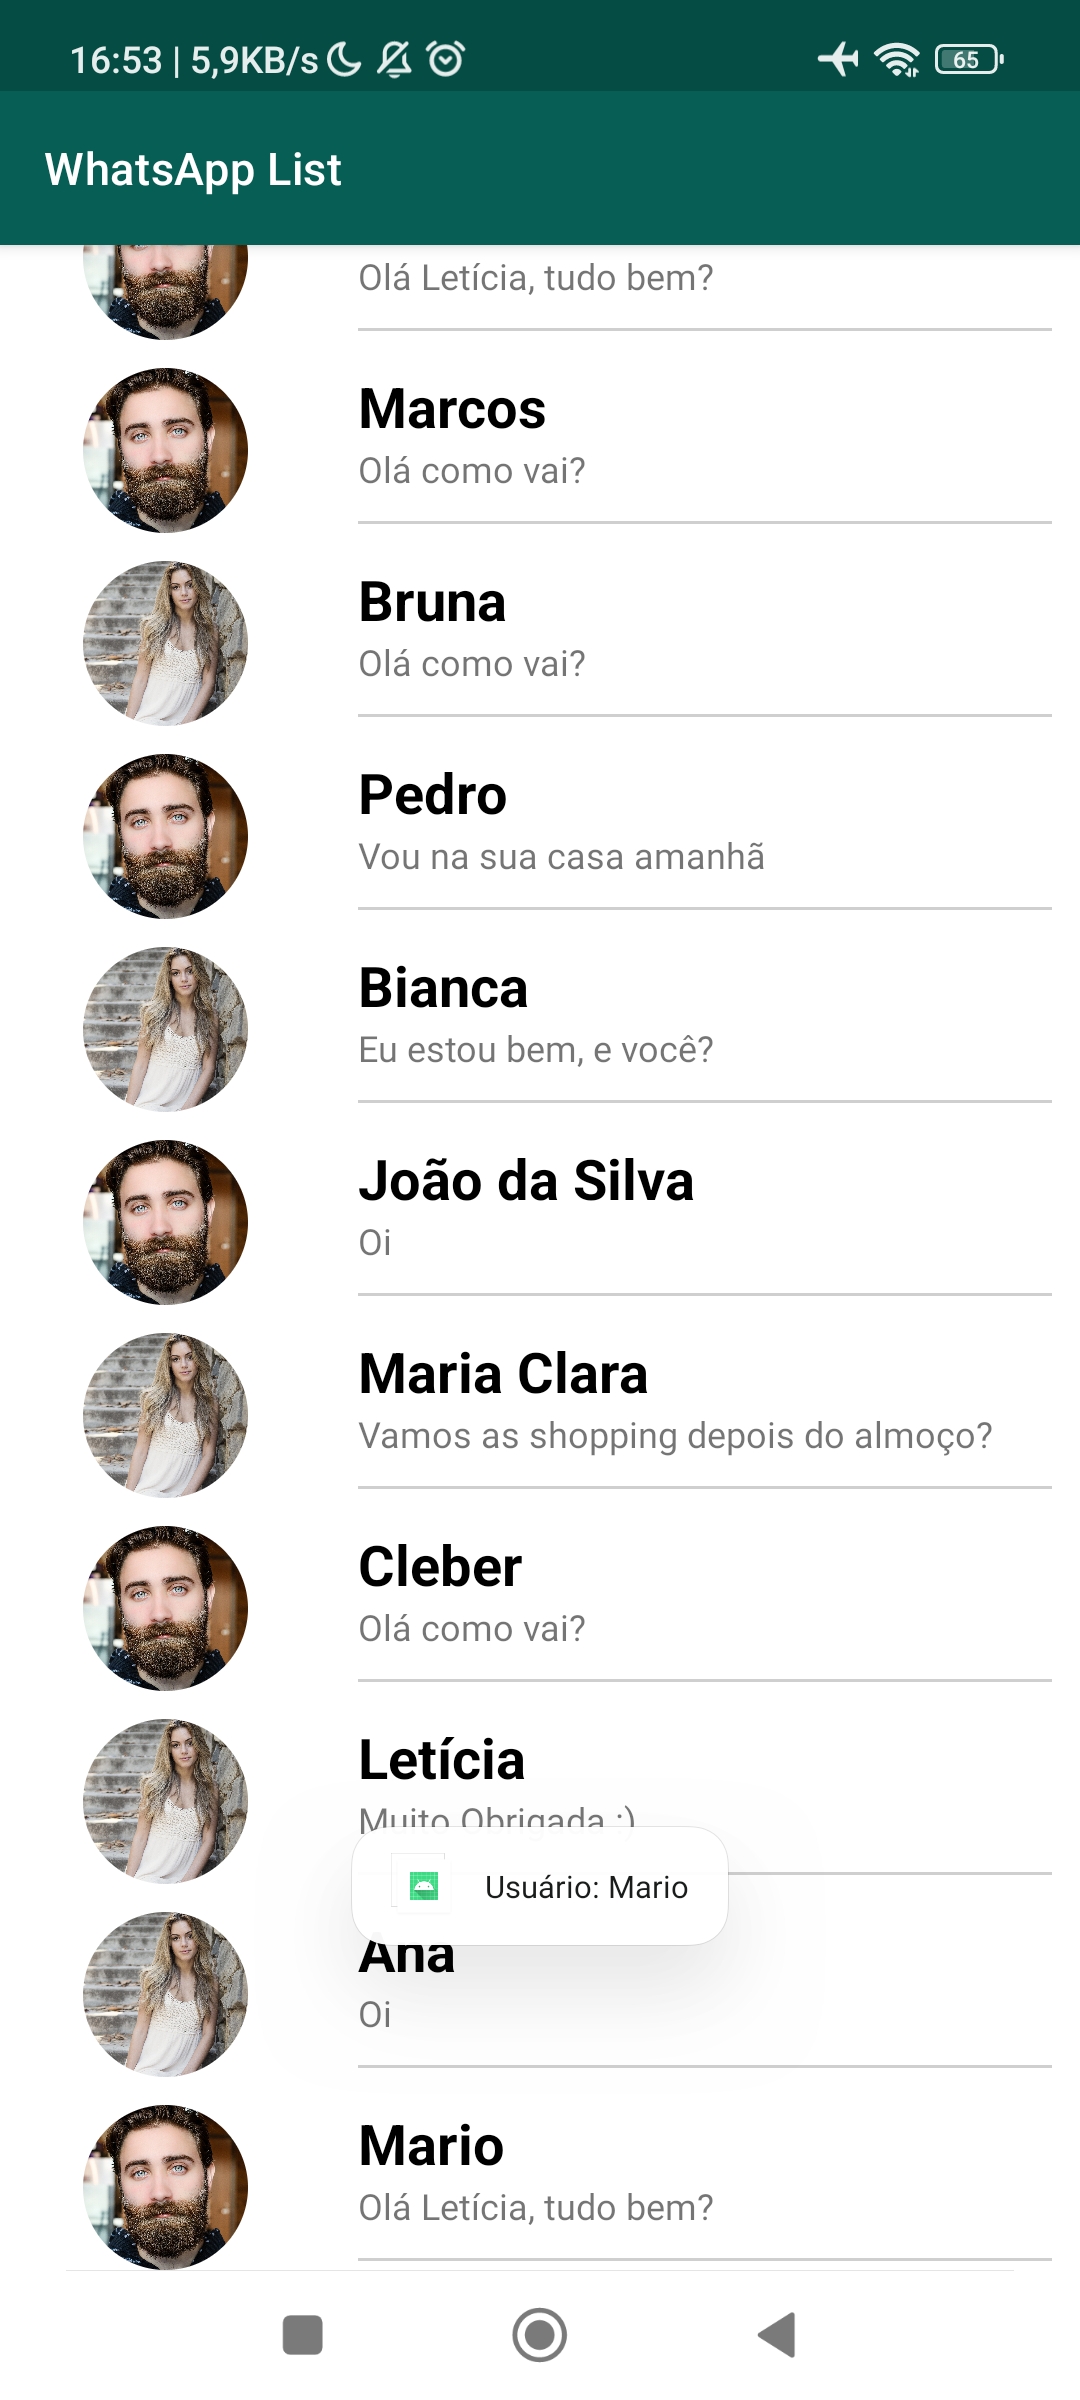 16:53 | 5,9KB/s
65
WhatsApp List
Olá Letícia, tudo bem?
Marcos
Olá como vai?
Bruna
Olá como vai?
Pedro
Vou na sua casa amanhã
Bianca
Eu estou bem, e você?
João da Silva
Oi
Maria Clara
Vamos as shopping depois do almoço?
Cleber
Olá como vai?
Letícia
Muito Obrigada :)
Usuário: Mario
Ana
Oi
Mario
Olá Letícia, tudo bem?